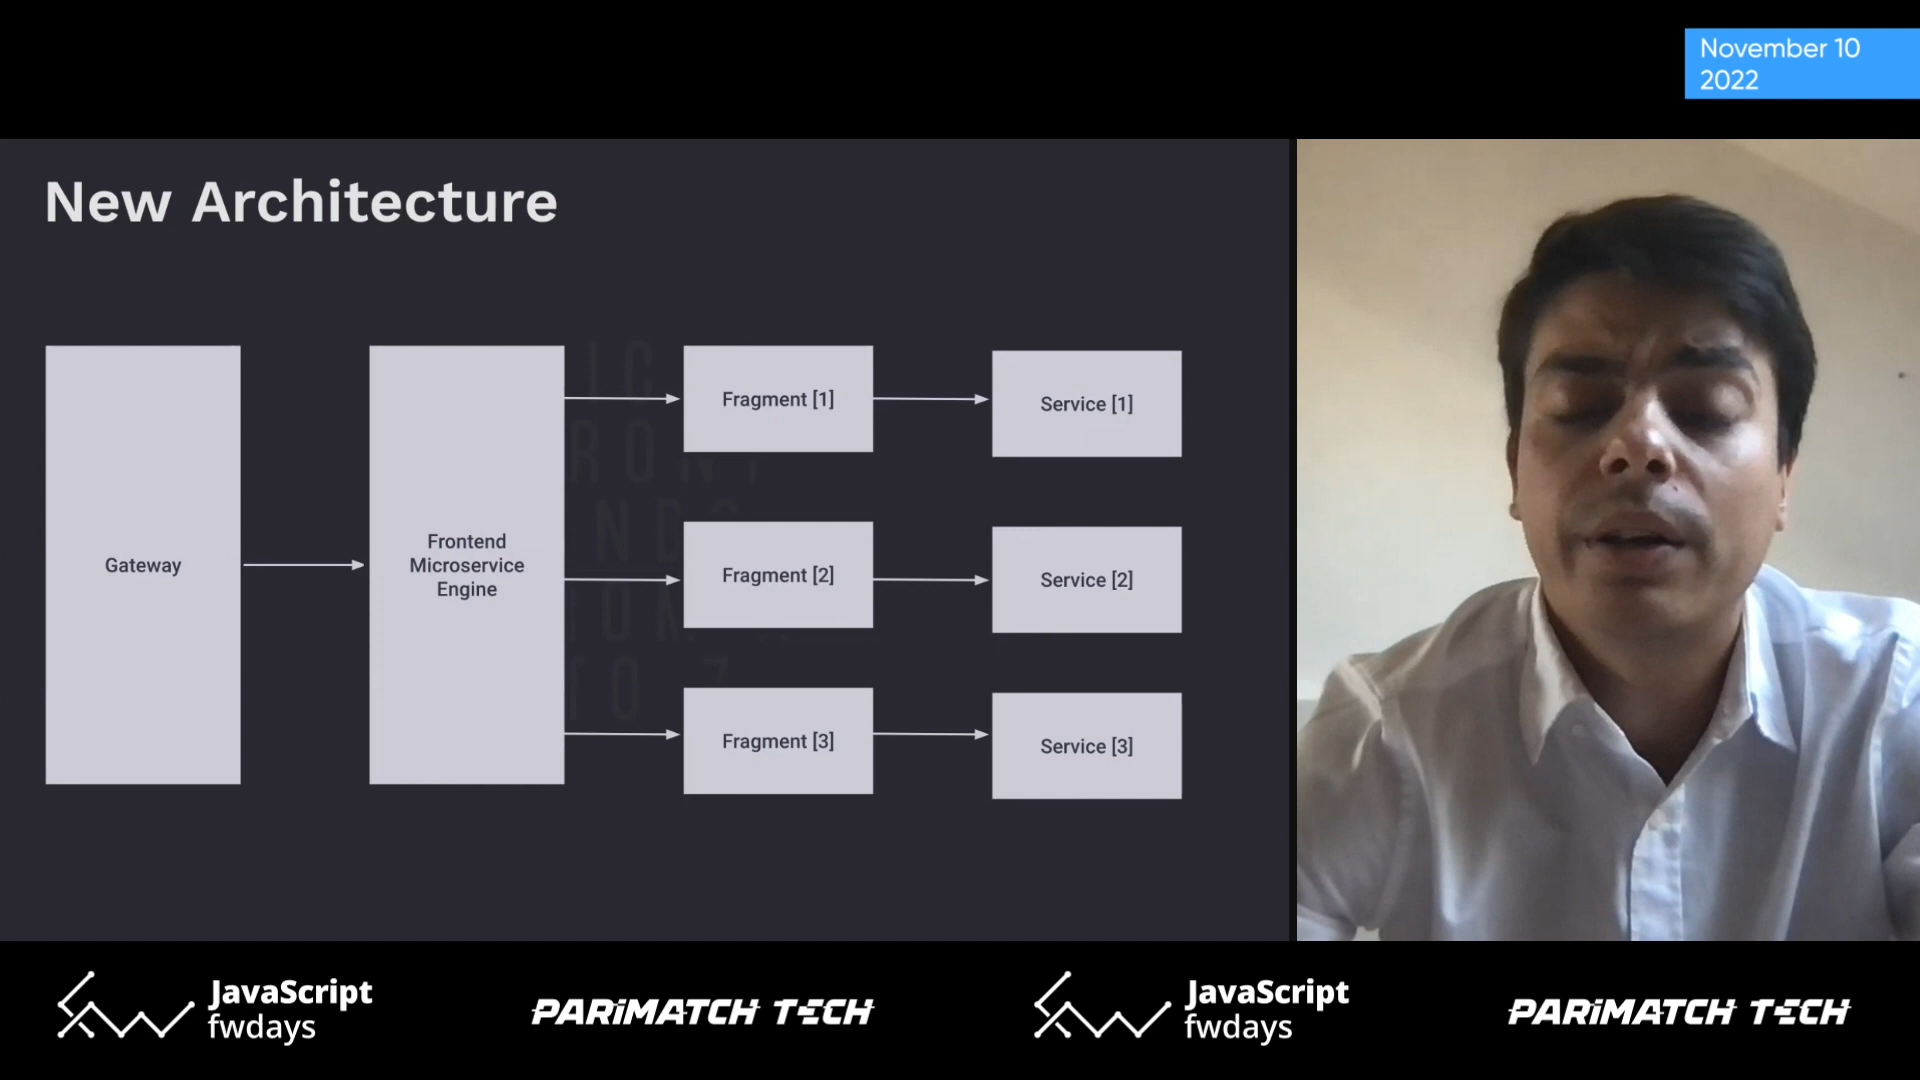 November 10
2022
New Architecture
Gateway
Frontend
Microservice
Engine
Fragment [1]
Service [1]
Fragment [2]
Service [2]
Fragment [3]
Service [3]
JavaScript
fwdays
PARIMATCH TECH
JavaScript
fwdays
PARIMATCH TECH